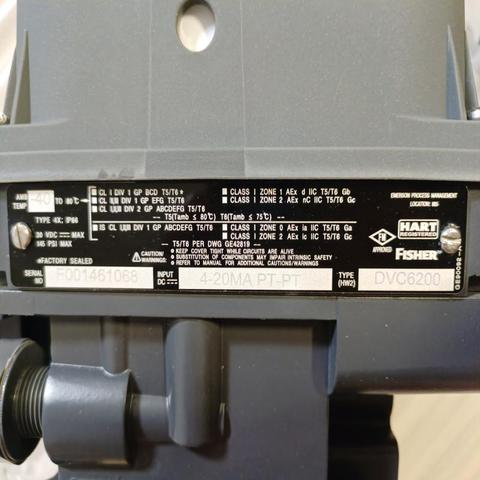 AMB TEMP -40 TO 80°C
CL I DIV 1 GP BCD T5/T6*
CL I,II,III DIV 1 GP EFG T5/T6
CL I,II,III DIV 2 GP ABCDEFG T5/T6
CLASS I ZONE 1 AEx d IIC T5/T6 Gb
CLASS I ZONE 2 AEx nC IIC T5/T6 Gc
T5(Tamb ≤ 80°C) T6(Tamb ≤ 75°C)
TYPE 4X; IP66
30 VDC MAX
145 PSI MAX
IS CL I,II,III DIV 1 GP ABCDEFG T5/T6
CLASS I ZONE 0 AEx ia IIC T5/T6 Ga
CLASS I ZONE 2 AEx ic IIC T5/T6 Gc
T5/T6 PER DWG GE42819
*FACTORY SEALED
KEEP COVER TIGHT WHILE CIRCUITS ARE ALIVE
SUBSTITUTION OF COMPONENTS MAY IMPAIR INTRINSIC SAFETY
REFER TO MANUAL FOR ADDITIONAL CAUTIONS/WARNINGS
EMERSON PROCESS MANAGEMENT
LOCATION:
FM
APPROVED
HART
REGISTERED
FISHER
SERIAL NO F001461068
INPUT DC 4-20MA PT-PT
TYPE (HW2) DVC6200